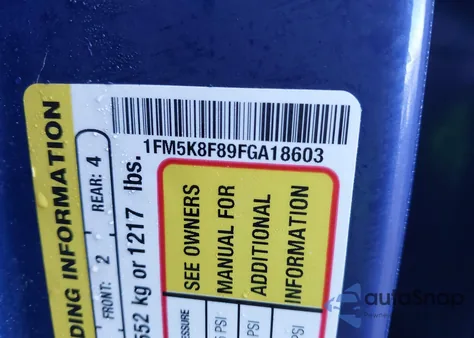 1FM5K8F89FGA18603
DING INFORMATION
FRONT: 2 REAR: 4
552 kg or 1217 lbs.
SEE OWNERS
MANUAL FOR
ADDITIONAL
INFORMATION
PSI
PSI
PSI
autoSnap